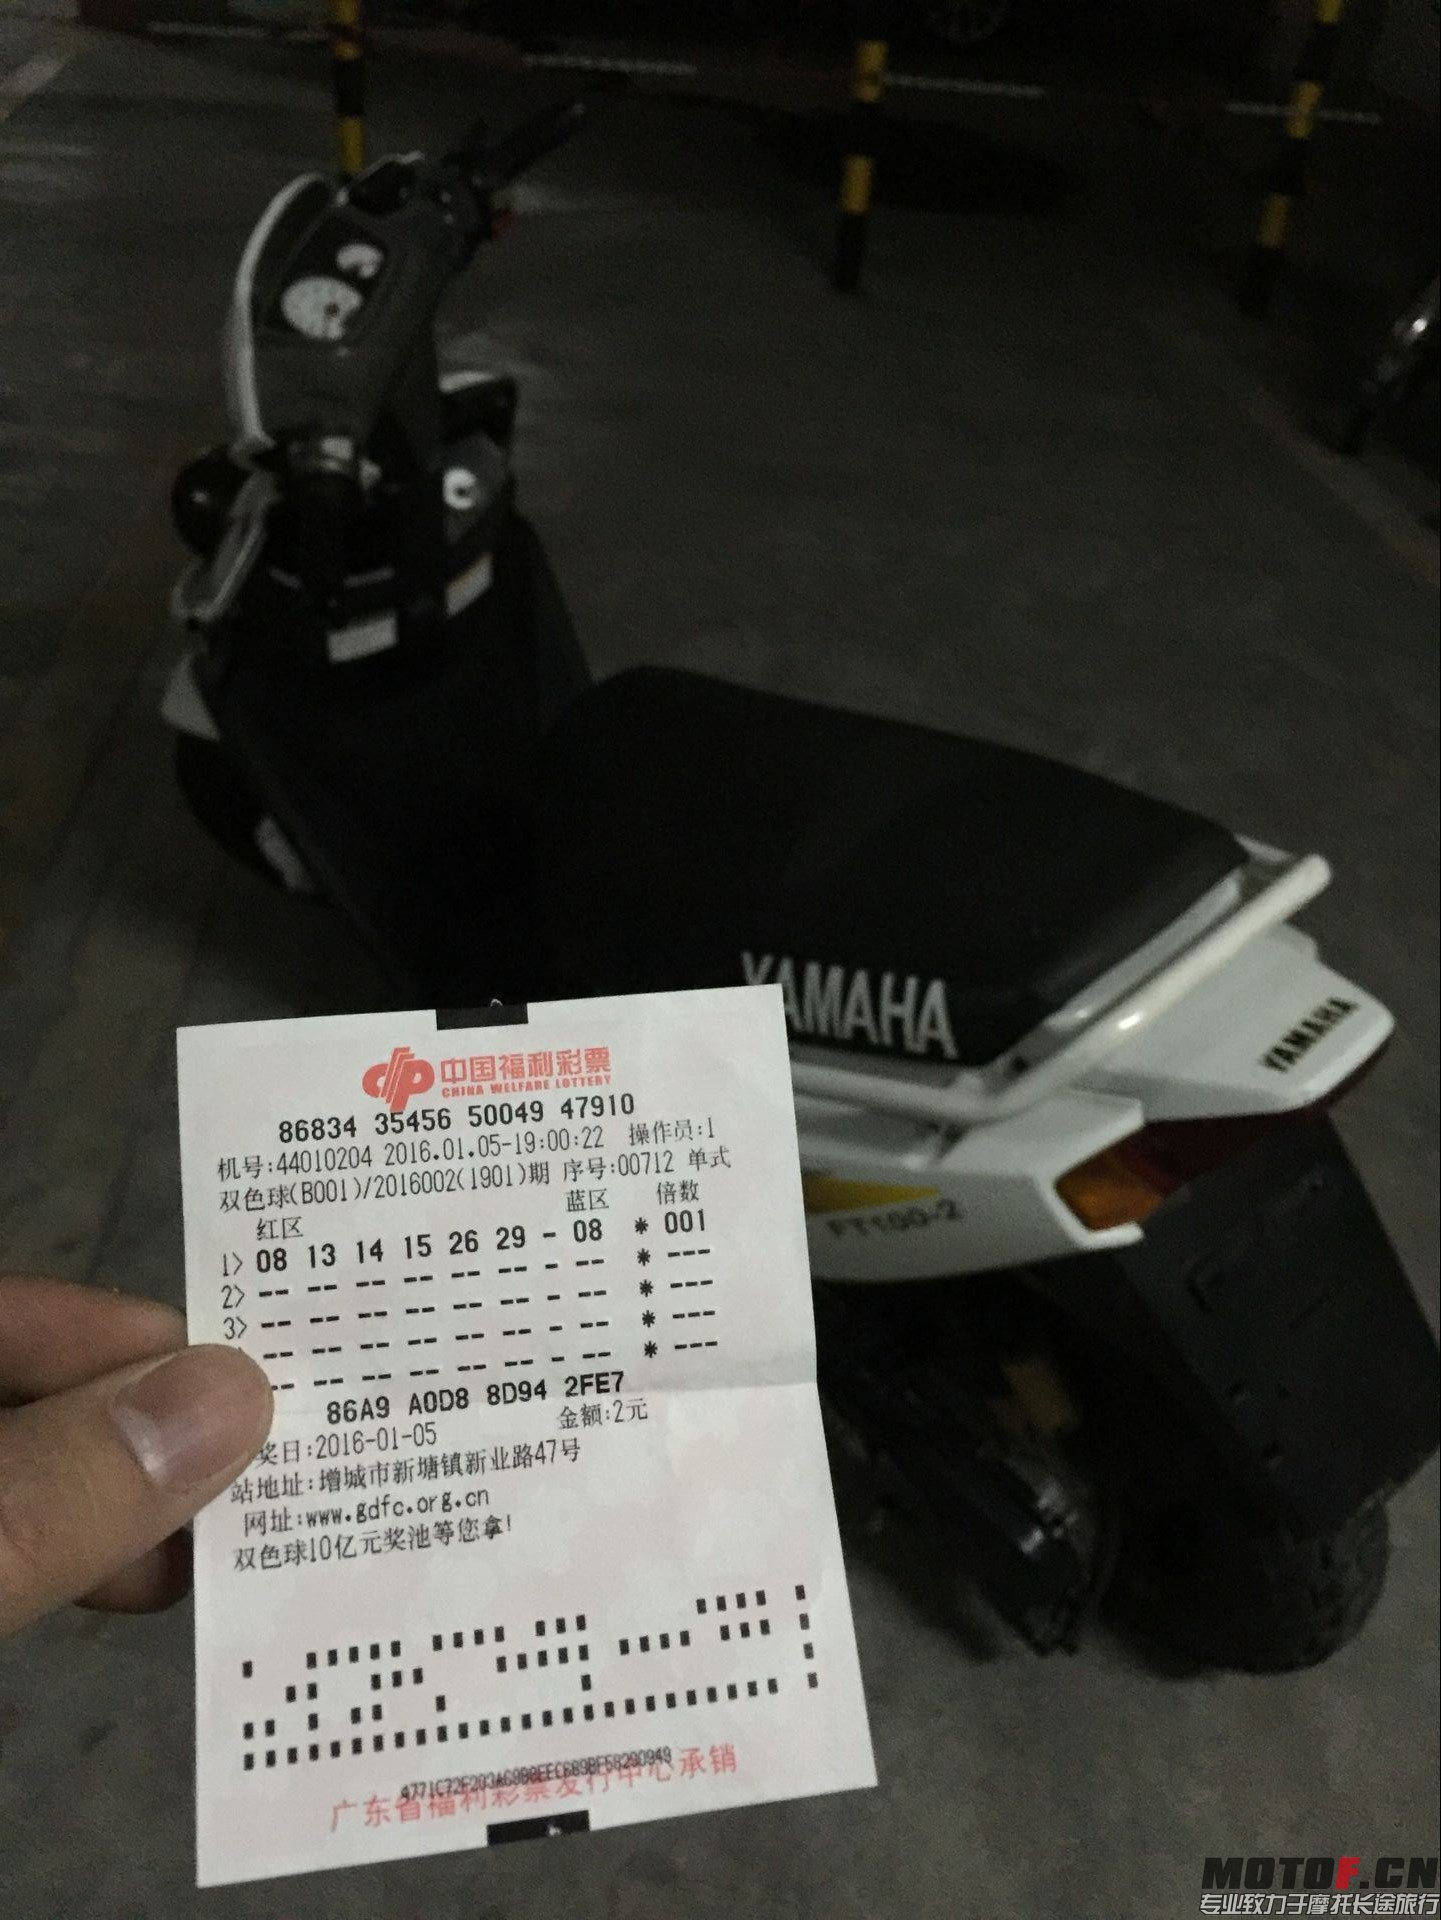 YAMAHA
YAMAHA
FT100-2
中国福利彩票
CHINA WELFARE LOTTERY
86834 35456 50049 47910
机号:44010204 2016.01.05-19:00:22 操作员:1
双色球(B001)/2016002(1901)期 序号:00712 单式
红区 蓝区 倍数
1> 08 13 14 15 26 29 - 08 * 001
2> -- -- -- -- -- -- - -- * ---
3> -- -- -- -- -- -- - -- * ---
-- -- -- -- -- -- - -- * ---
-- -- -- -- -- -- - -- * ---
86A9 A0D8 8D94 2FE7
奖日:2016-01-05 金额:2元
站地址:增城市新塘镇新业路47号
网址:www.gdfc.org.cn
双色球10亿元奖池等您拿!
广东省福利彩票发行中心承销
MOTOF.CN
专业致力于摩托长途旅行